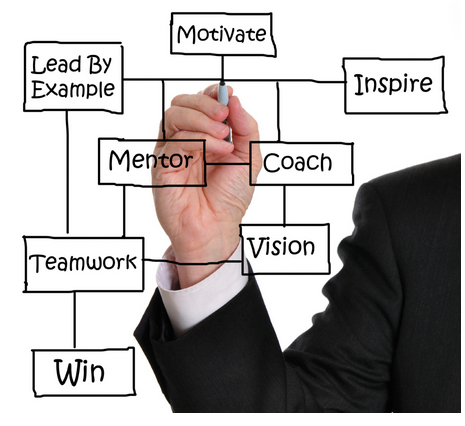 Motivate
Lead By
Example
Inspire
Mentor
Coach
Teamwork
Vision
Win